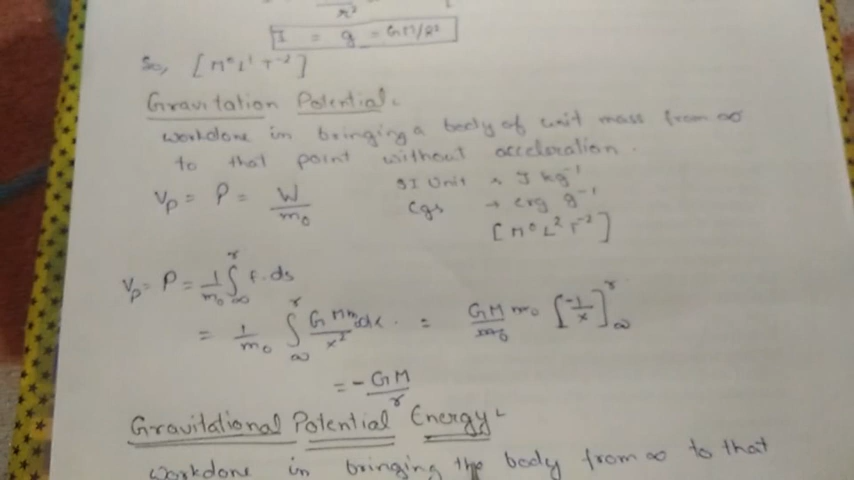 r²
I = g = GM/R²
So, [M⁰L¹T⁻²]
Gravitation Potential.
workdone in bringing a body of unit mass from ∞
to that point without acceleration.
Vp = P = W/m₀
SI Unit → J kg⁻¹
Cgs → erg g⁻¹
[M⁰L²T⁻²]
Vp = P = 1/m₀ ∫∞^r f.ds
= 1/m₀ ∫∞^r GMm₀/x² dx. = GM/m₀ m₀ [-1/x]∞^r
= -GM/r
Gravitational Potential Energy
workdone in bringing the body from ∞ to that